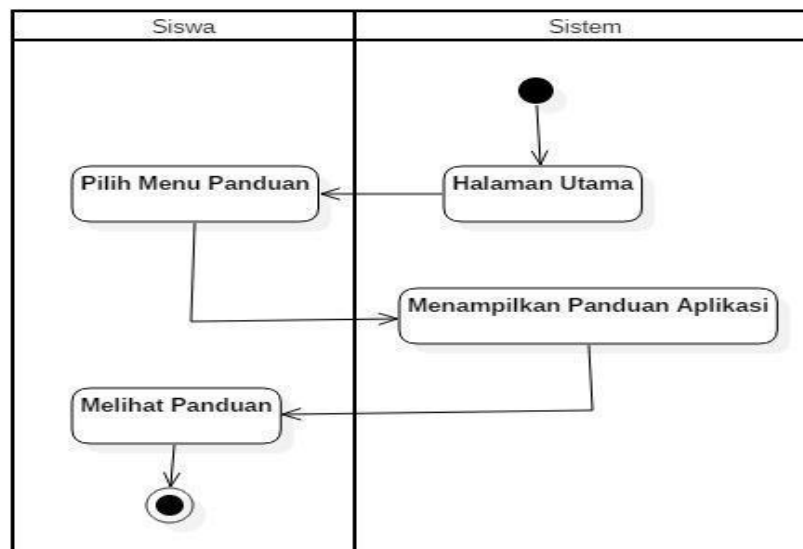 Siswa
Sistem
Halaman Utama
Pilih Menu Panduan
Menampilkan Panduan Aplikasi
Melihat Panduan